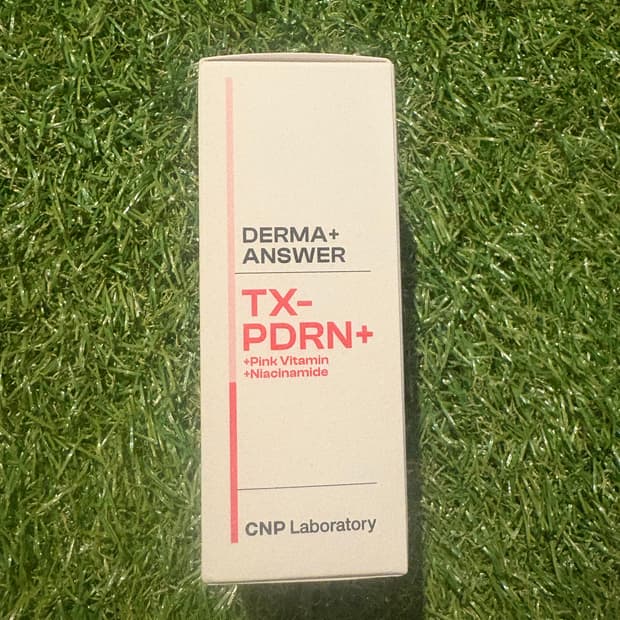 DERMA+
ANSWER
TX-
PDRN+
+Pink Vitamin
+Niacinamide
CNP Laboratory